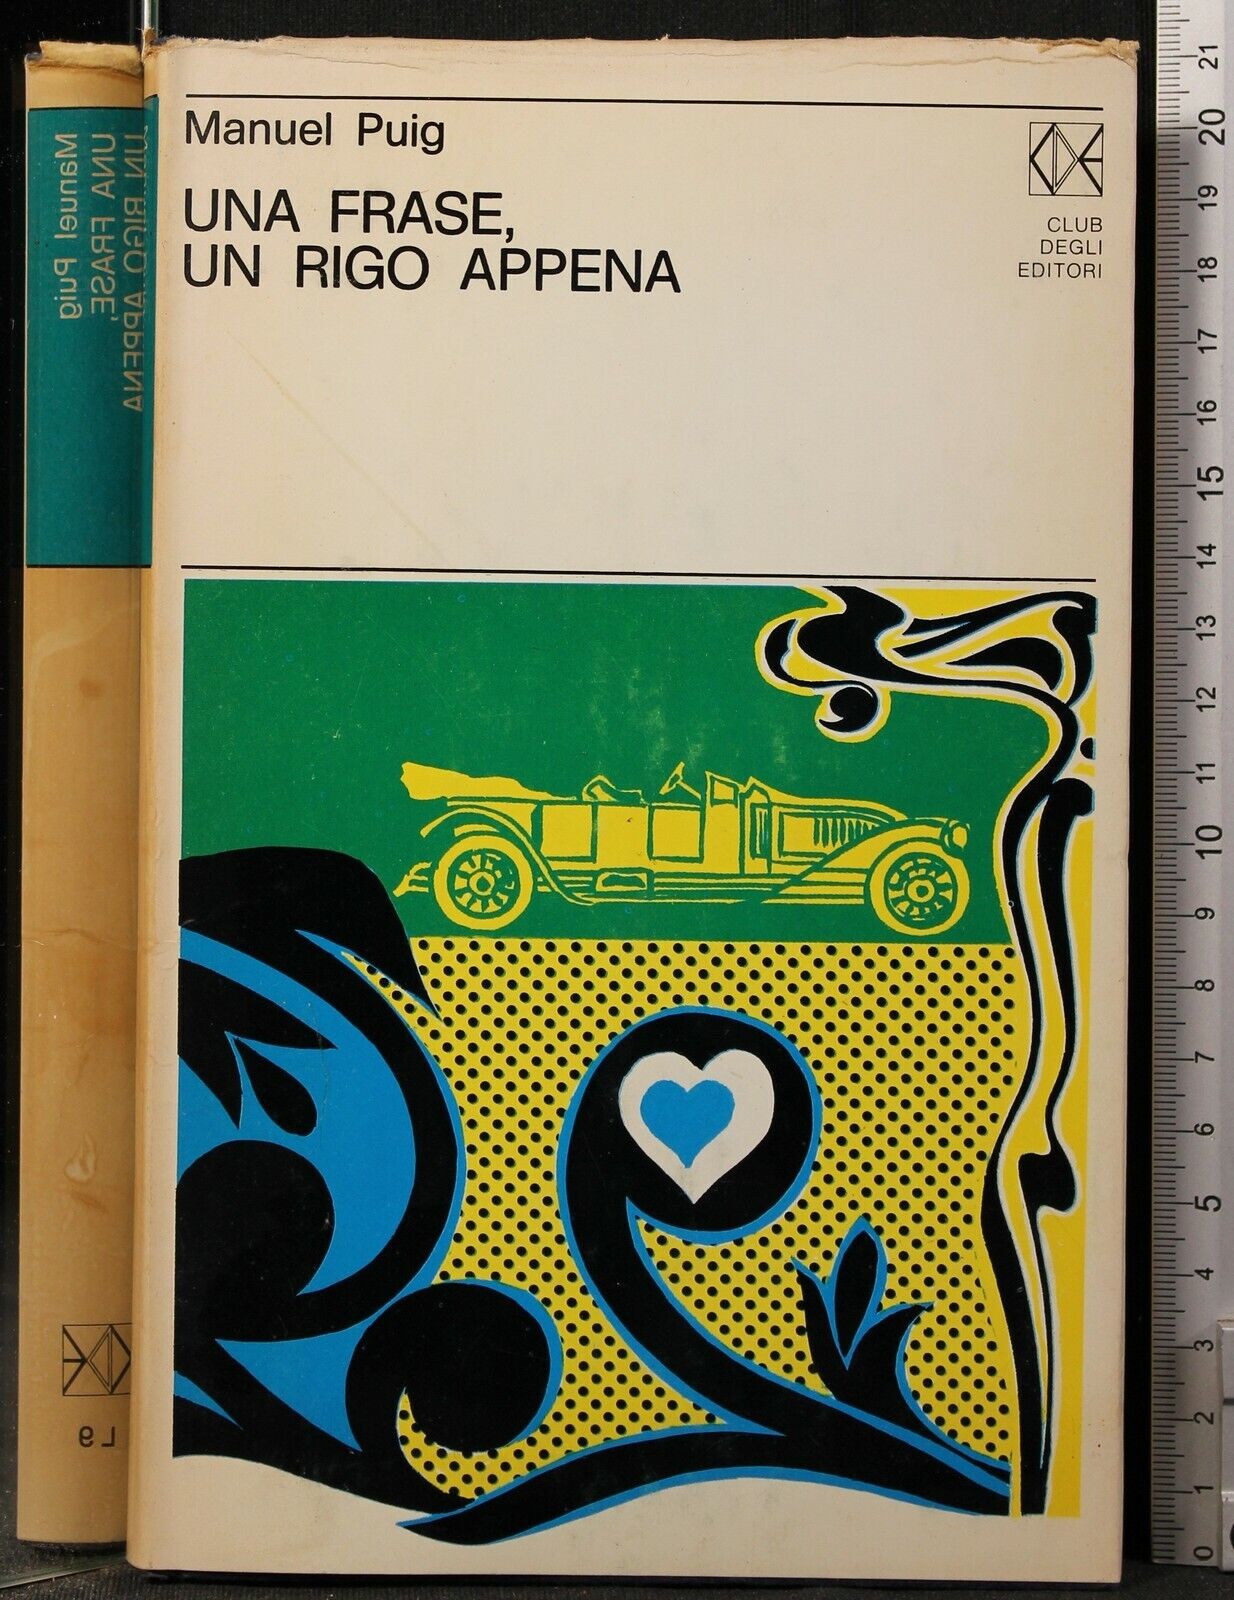 Manuel Puig
UNA FRASE,
UN RIGO APPENA
CDE
CLUB
DEGLI
EDITORI
Manuel Puig
UNA FRASE,
UN RIGO APPENA
L 9
21
20
19
18
17
16
15
14
13
12
11
10
9
8
7
6
5
4
3
2
1
0